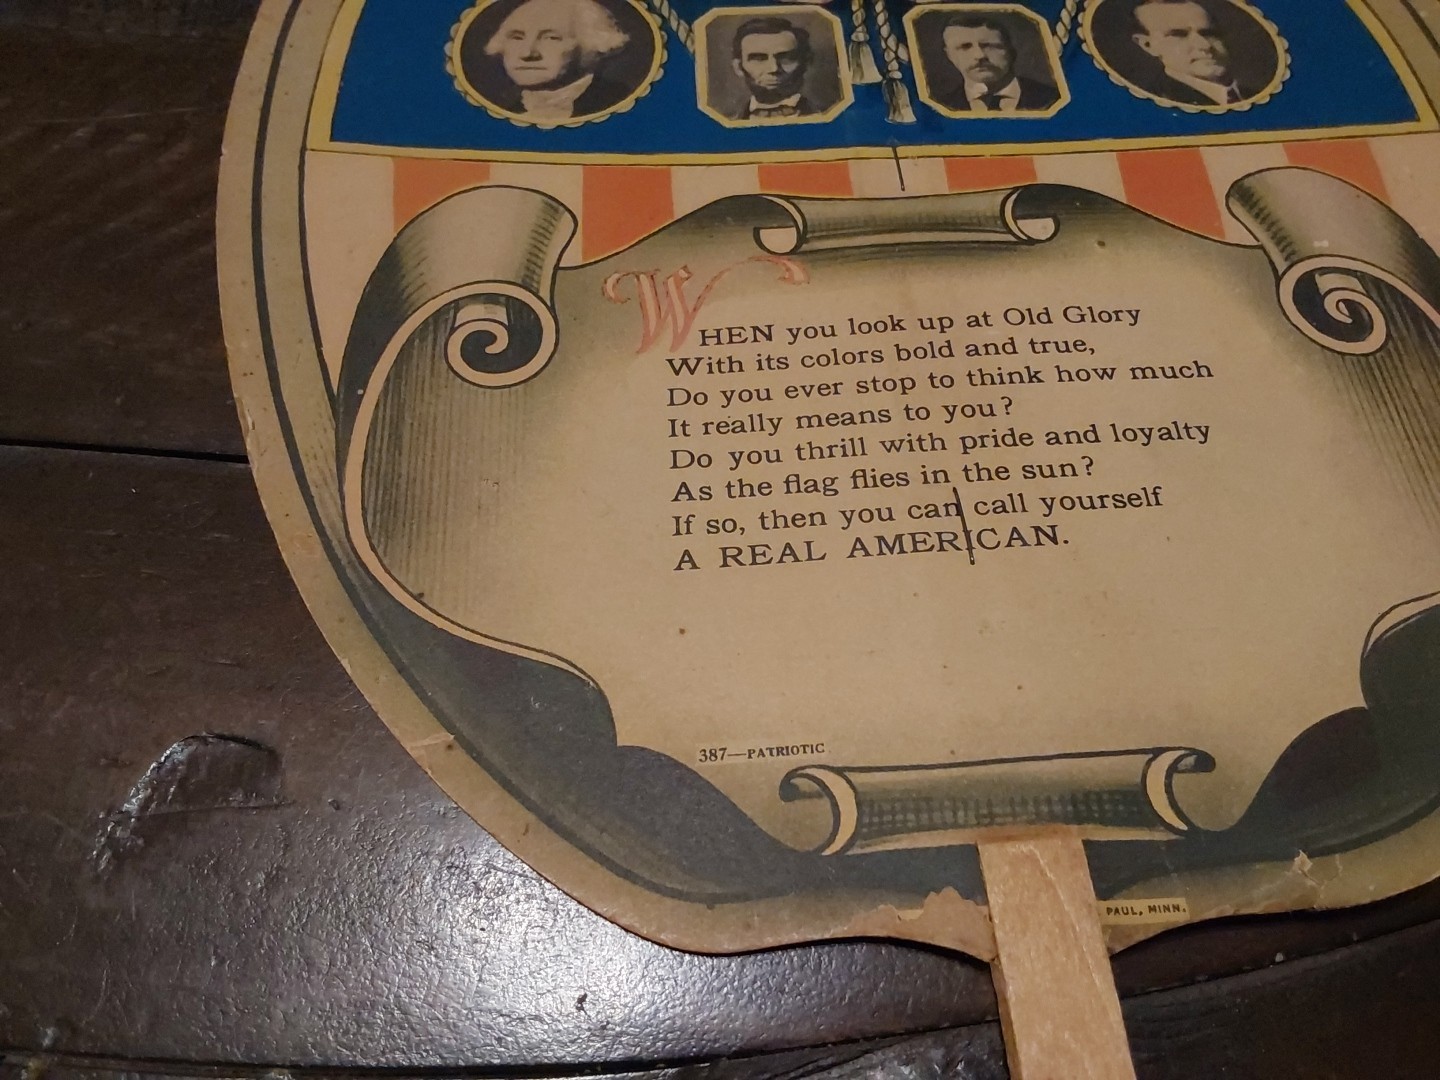 WHEN you look up at Old Glory
With its colors bold and true,
Do you ever stop to think how much
It really means to you?
Do you thrill with pride and loyalty
As the flag flies in the sun?
If so, then you can call yourself
A REAL AMERICAN.
387—PATRIOTIC
PAUL, MINN.